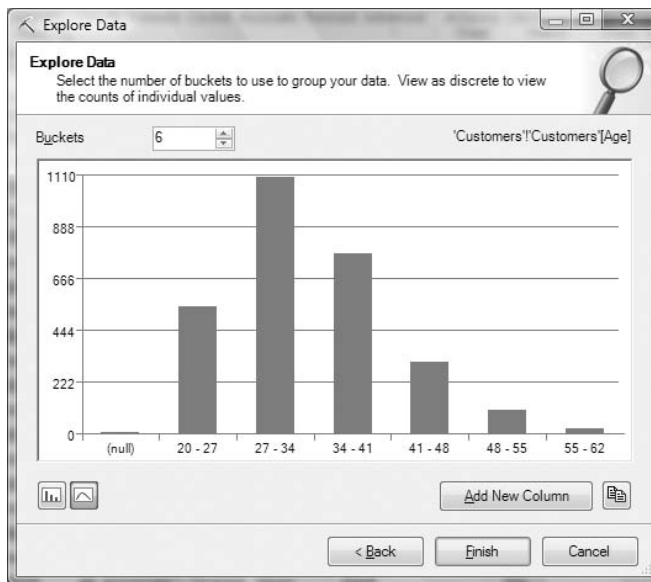 Explore Data
Explore Data
Select the number of buckets to use to group your data. View as discrete to view
the counts of individual values.
Buckets 6 'Customers'!'Customers'[Age]
1110
888
666
444
222
0
(null) 20 - 27 27 - 34 34 - 41 41 - 48 48 - 55 55 - 62
Add New Column
< Back Finish Cancel